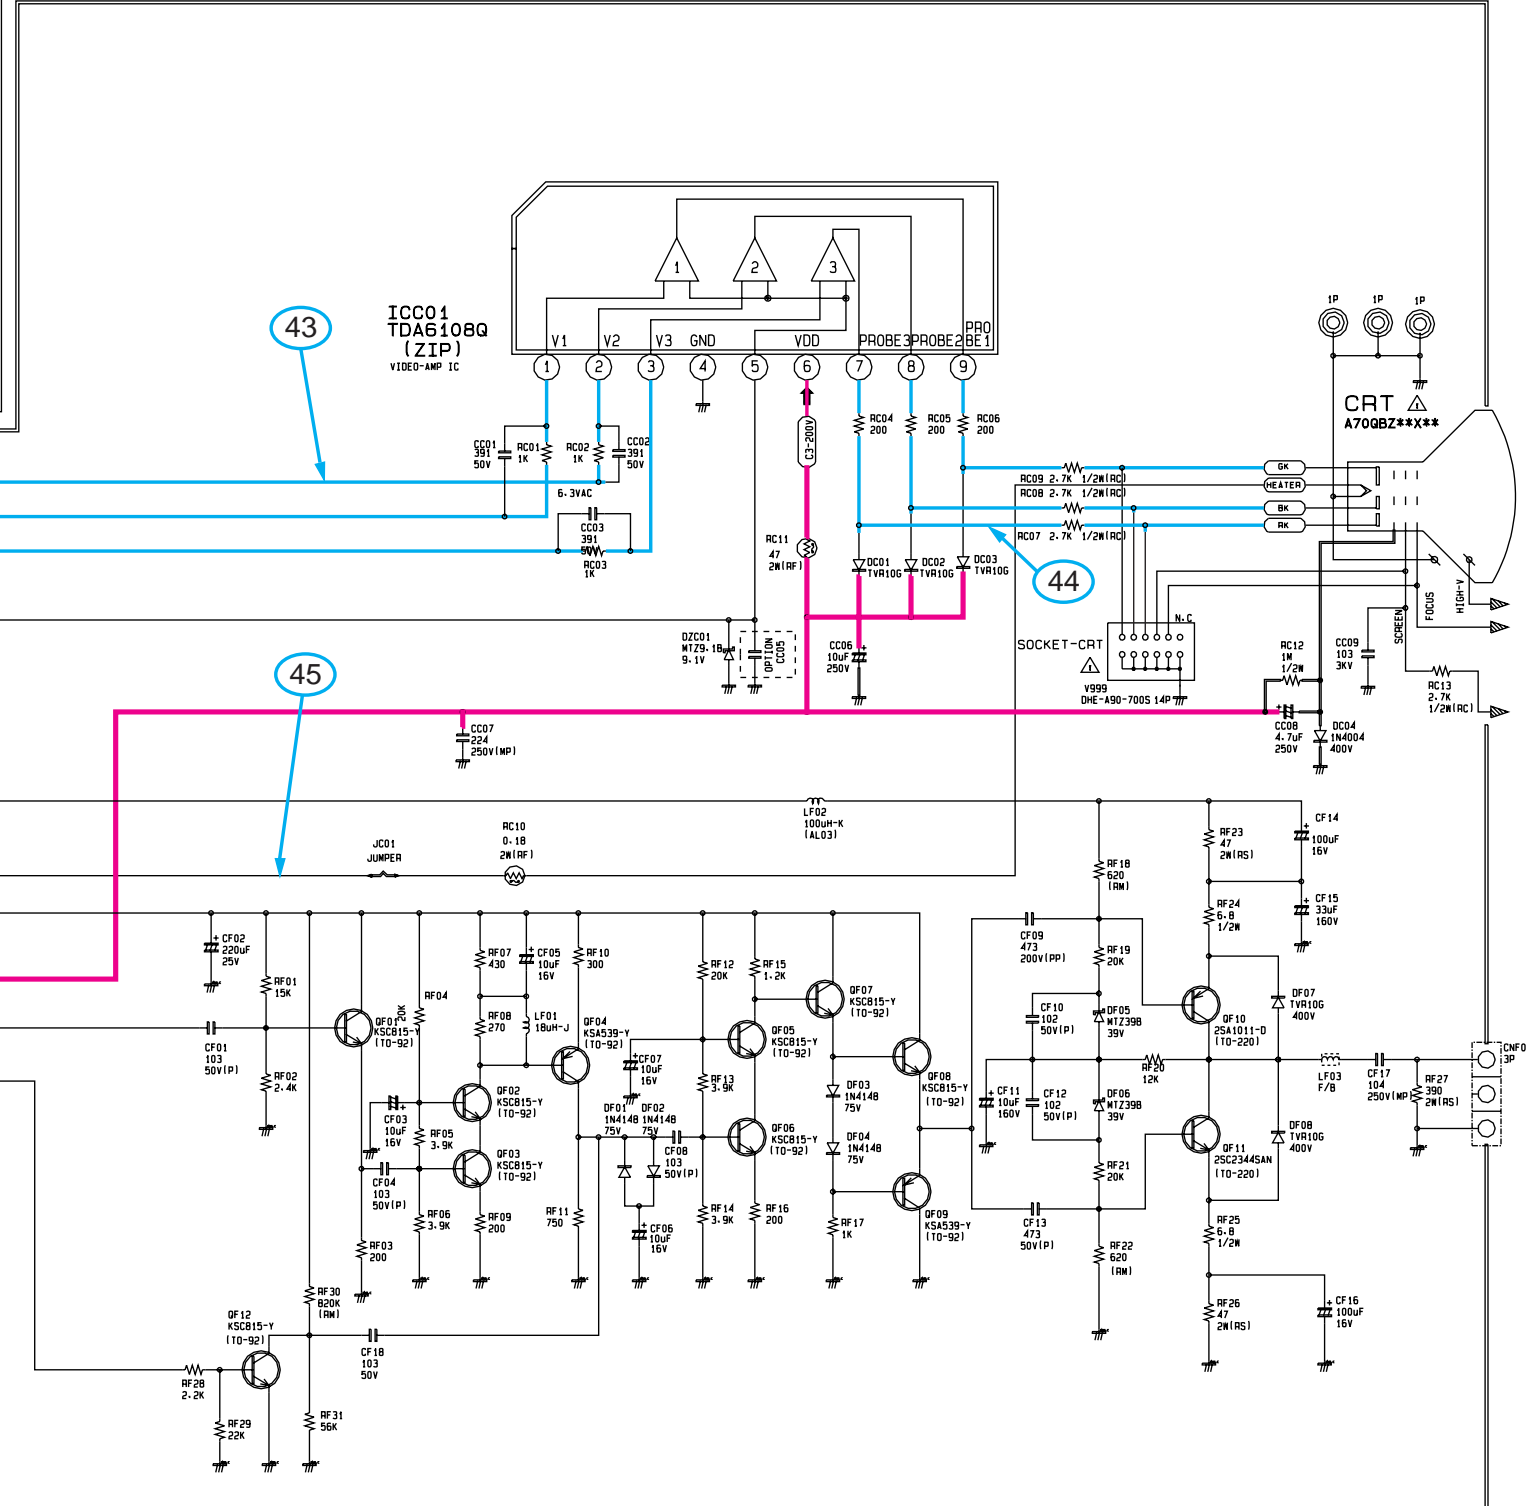 43
ICC01
TDA6108Q
(ZIP)
VIDEO-AMP IC
1
2
3
V1
V2
V3
GND
VDD
PROBE3
PROBE2
PRO
BE1
1
2
3
4
5
6
7
8
9
1P
1P
1P
CRT
A70QBZ**X**
CC01
391
50V
RC01
1K
RC02
1K
CC02
391
50V
C3-200V
RC04
200
RC05
200
RC06
200
6.3VAC
CC03
391
50V
RC03
1K
RC11
47
2W(RF)
RC09 2.7K 1/2W(RC)
RC08 2.7K 1/2W(RC)
RC07 2.7K 1/2W(RC)
GK
HEATER
BK
RK
DC01
TVR10G
DC02
TVR10G
DC03
TVR10G
44
FOCUS
HIGH-V
SCREEN
N.C
SOCKET-CRT
V999
DHE-A90-700S 14P
DZC01
MTZ9.1B
9.1V
OPTION
CC05
CC06
10uF
250V
RC12
1M
1/2W
CC09
103
3KV
RC13
2.7K
1/2W(RC)
45
CC07
224
250V(MP)
CC08
4.7uF
250V
DC04
1N4004
400V
JC01
JUMPER
RC10
0.18
2W(RF)
LF02
100uH-K
(AL03)
RF18
620
(RM)
RF23
47
2W(RS)
CF14
100uF
16V
RF24
6.8
1/2W
CF15
33uF
160V
CF02
220uF
25V
RF01
15K
RF04
20K
RF07
430
CF05
10uF
16V
RF10
300
RF12
20K
RF15
1.2K
CF09
473
200V(PP)
RF19
20K
QF01
KSC815-Y
(TO-92)
RF08
270
LF01
18uH-J
QF04
KSA539-Y
(TO-92)
QF05
KSC815-Y
(TO-92)
QF07
KSC815-Y
(TO-92)
CF10
102
50V(P)
DF05
MTZ39B
39V
QF10
2SA1011-D
(TO-220)
DF07
TVR10G
400V
CF01
103
50V(P)
RF02
2.4K
CF07
10uF
16V
RF13
3.9K
QF08
KSC815-Y
(TO-92)
RF20
12K
LF03
F/B
CF17
104
250V(MP)
RF27
390
2W(RS)
CNF0
3P
CF03
10uF
16V
QF02
KSC815-Y
(TO-92)
RF05
3.9K
DF01
1N4148
75V
DF02
1N4148
75V
DF03
1N4148
75V
CF11
10uF
160V
CF12
102
50V(P)
DF06
MTZ39B
39V
QF03
KSC815-Y
(TO-92)
CF04
103
50V(P)
CF08
103
50V(P)
QF06
KSC815-Y
(TO-92)
DF04
1N4148
75V
QF11
2SC2344SAN
(TO-220)
DF08
TVR10G
400V
RF21
20K
RF06
3.9K
RF09
200
RF11
750
CF06
10uF
16V
RF14
3.9K
RF16
200
RF17
1K
QF09
KSA539-Y
(TO-92)
CF13
473
50V(P)
RF25
6.8
1/2W
RF03
200
RF22
620
(RM)
RF30
820K
(RM)
QF12
KSC815-Y
(TO-92)
CF18
103
50V
RF26
47
2W(RS)
CF16
100uF
16V
RF28
2.2K
RF29
22K
RF31
56K